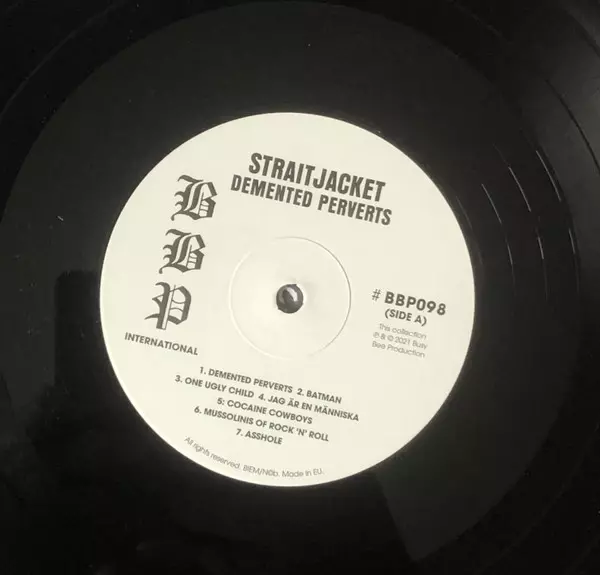 STRAITJACKET
DEMENTED PERVERTS
B
B
P
INTERNATIONAL
# BBP098
(SIDE A)
This collection
℗ & © 2021 Busy
Bee Production
1. DEMENTED PERVERTS 2. BATMAN
3. ONE UGLY CHILD 4. JAG ÄR EN MÄNNISKA
5: COCAINE COWBOYS
6. MUSSOLINIS OF ROCK 'N' ROLL
7. ASSHOLE
All rights reserved. BIEM/N©b. Made in EU.